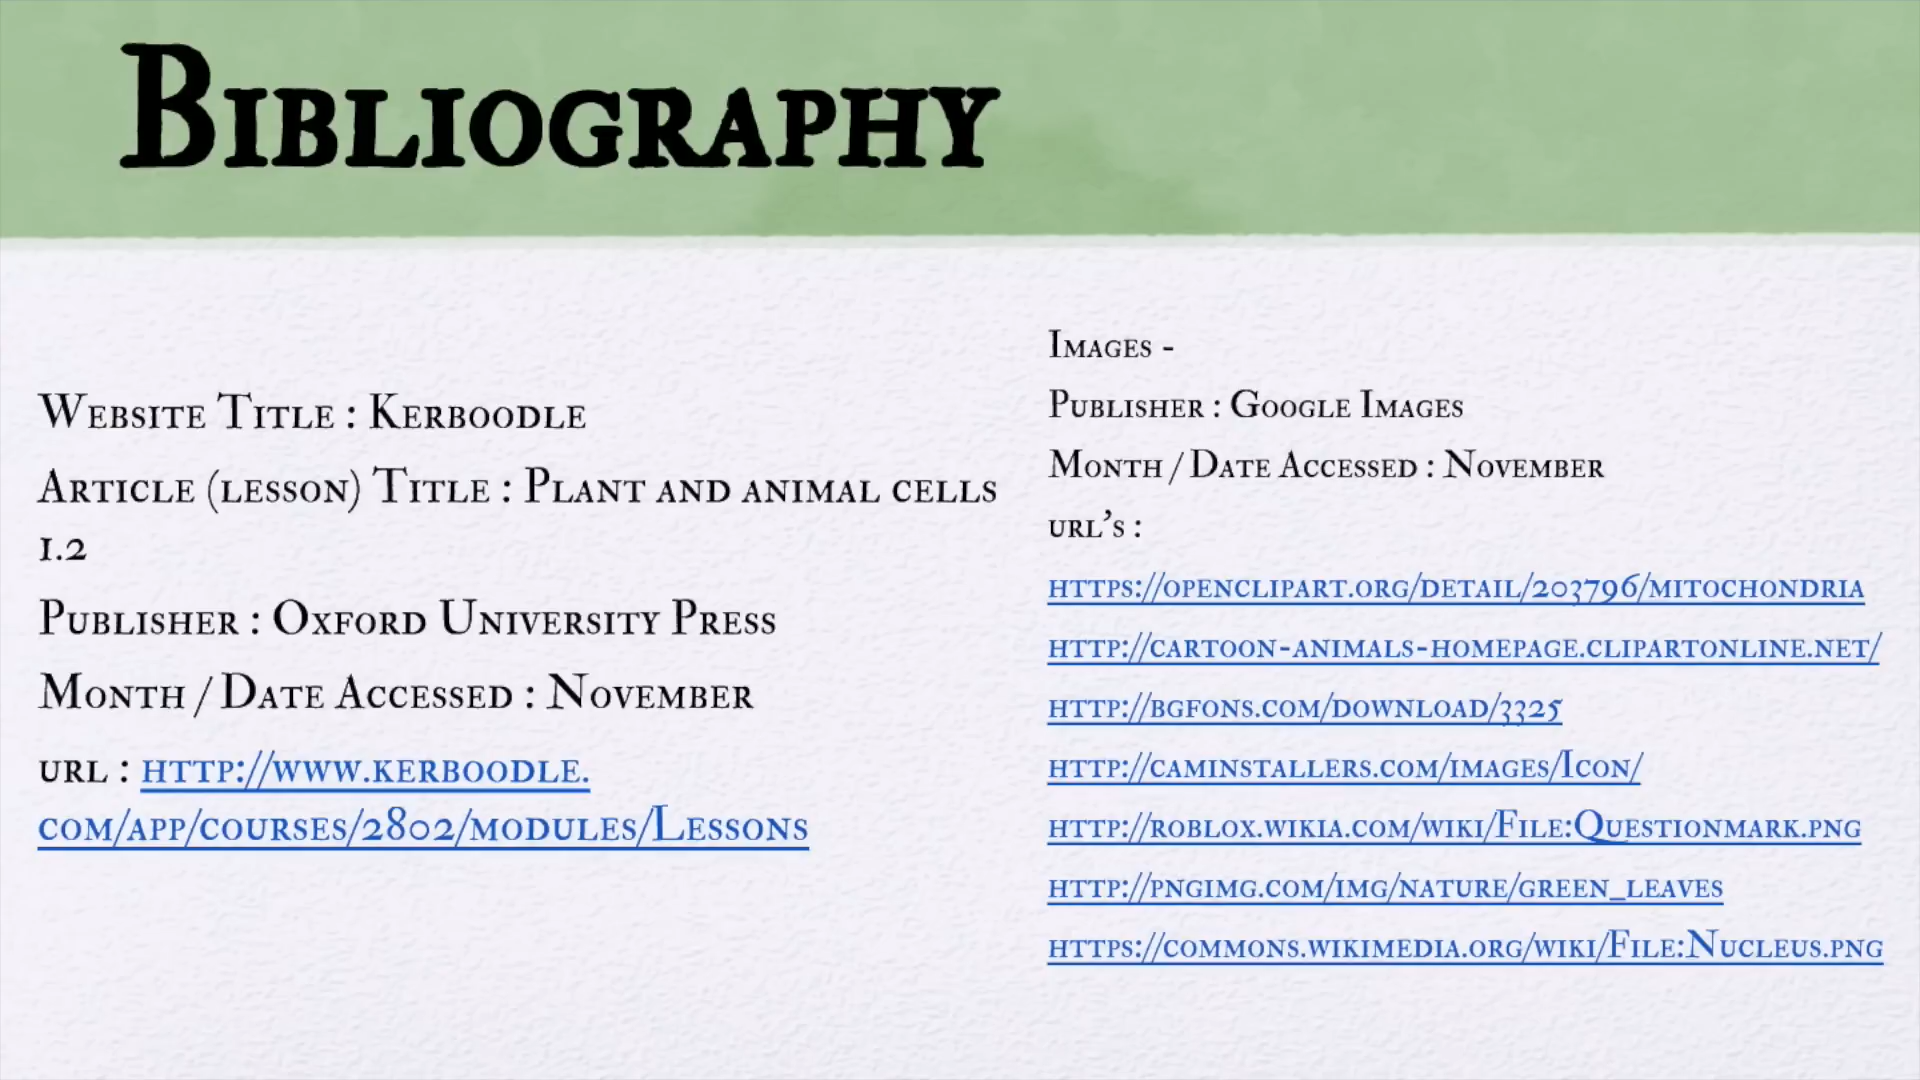 Bibliography
Website Title : Kerboodle
Article (lesson) Title : Plant and animal cells
1.2
Publisher : Oxford University Press
Month / Date Accessed : November
url : http://www.kerboodle.
com/app/courses/2802/modules/Lessons
Images -
Publisher : Google Images
Month / Date Accessed : November
url's :
https://openclipart.org/detail/203796/mitochondria
http://cartoon-animals-homepage.clipartonline.net/
http://bgfons.com/download/3325
http://caminstallers.com/images/Icon/
http://roblox.wikia.com/wiki/File:Questionmark.png
http://pngimg.com/img/nature/green_leaves
https://commons.wikimedia.org/wiki/File:Nucleus.png